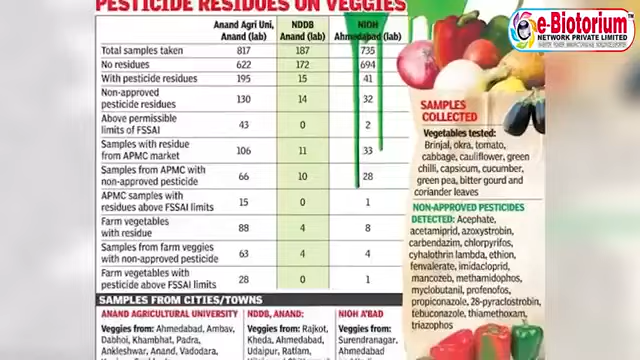 PESTICIDE RESIDUES ON VEGGIES
e-Biotorium
NETWORK PRIVATE LIMITED
Anand Agri Uni, Anand (lab) NDDB Anand (lab) NIOH Ahmedabad (lab)
Total samples taken 817 187 735
No residues 622 172 694
With pesticide residues 195 15 41
Non-approved pesticide residues 130 14 32
Above permissible limits of FSSAI 43 0 2
Samples with residue from APMC market 106 11 33
Samples from APMC with non-approved pesticide 66 10 28
APMC samples with residues above FSSAI limits 15 0 1
Farm vegetables with residue 88 4 8
Samples from farm veggies with non-approved pesticide 63 4 4
Farm vegetables with pesticide above FSSAI limits 28 0 1
SAMPLES FROM CITIES/TOWNS
ANAND AGRICULTURAL UNIVERSITY
Veggies from: Ahmedabad, Ambav,
Dabhoi, Khambhat, Padra,
Ankleshwar, Anand, Vadodara,
NDDB, ANAND:
Veggies from: Rajkot,
Kheda, Ahmedabad,
Udaipur, Ratlam,
NIOH A'BAD
Veggies from:
Surendranagar,
Ahmedabad
SAMPLES
COLLECTED
Vegetables tested:
Brinjal, okra, tomato,
cabbage, cauliflower, green
chilli, capsicum, cucumber,
green pea, bitter gourd and
coriander leaves
NON-APPROVED PESTICIDES
DETECTED: Acephate,
acetamiprid, azoxystrobin,
carbendazim, chlorpyrifos,
cyhalothrin lambda, ethion,
fenvalerate, imidacloprid,
mancozeb, methamidophos,
myclobutanil, profenofos,
propiconazole, 28-pyraclostrobin,
tebuconazole, thiamethoxam,
triazophos